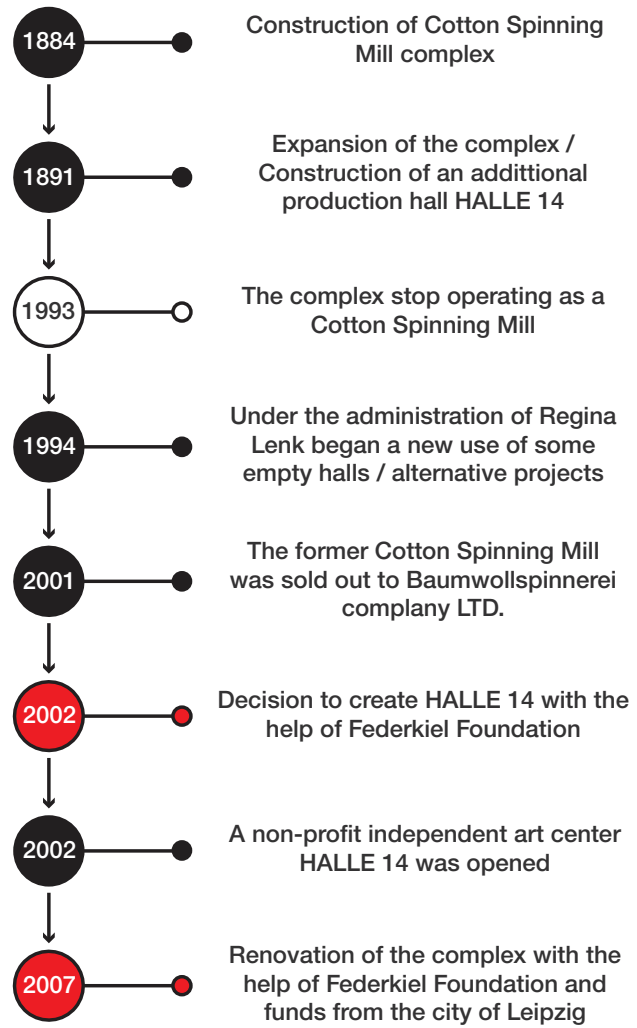 1884
Construction of Cotton Spinning
Mill complex
1891
Expansion of the complex /
Construction of an addittional
production hall HALLE 14
1993
The complex stop operating as a
Cotton Spinning Mill
1994
Under the administration of Regina
Lenk began a new use of some
empty halls / alternative projects
2001
The former Cotton Spinning Mill
was sold out to Baumwollspinnerei
complany LTD.
2002
Decision to create HALLE 14 with the
help of Federkiel Foundation
2002
A non-profit independent art center
HALLE 14 was opened
2007
Renovation of the complex with the
help of Federkiel Foundation and
funds from the city of Leipzig